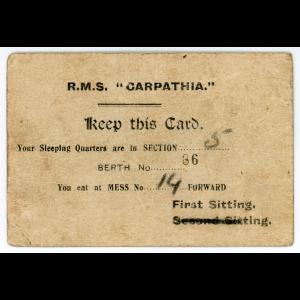 R.M.S. "CARPATHIA."
Keep this Card.
Your Sleeping Quarters are in SECTION 5
BERTH No. 86
You eat at MESS No. 14 FORWARD
First Sitting.
Second Sitting.